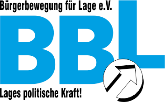 Bürgerbewegung für Lage e.V.
BBL
Lages politische Kraft!